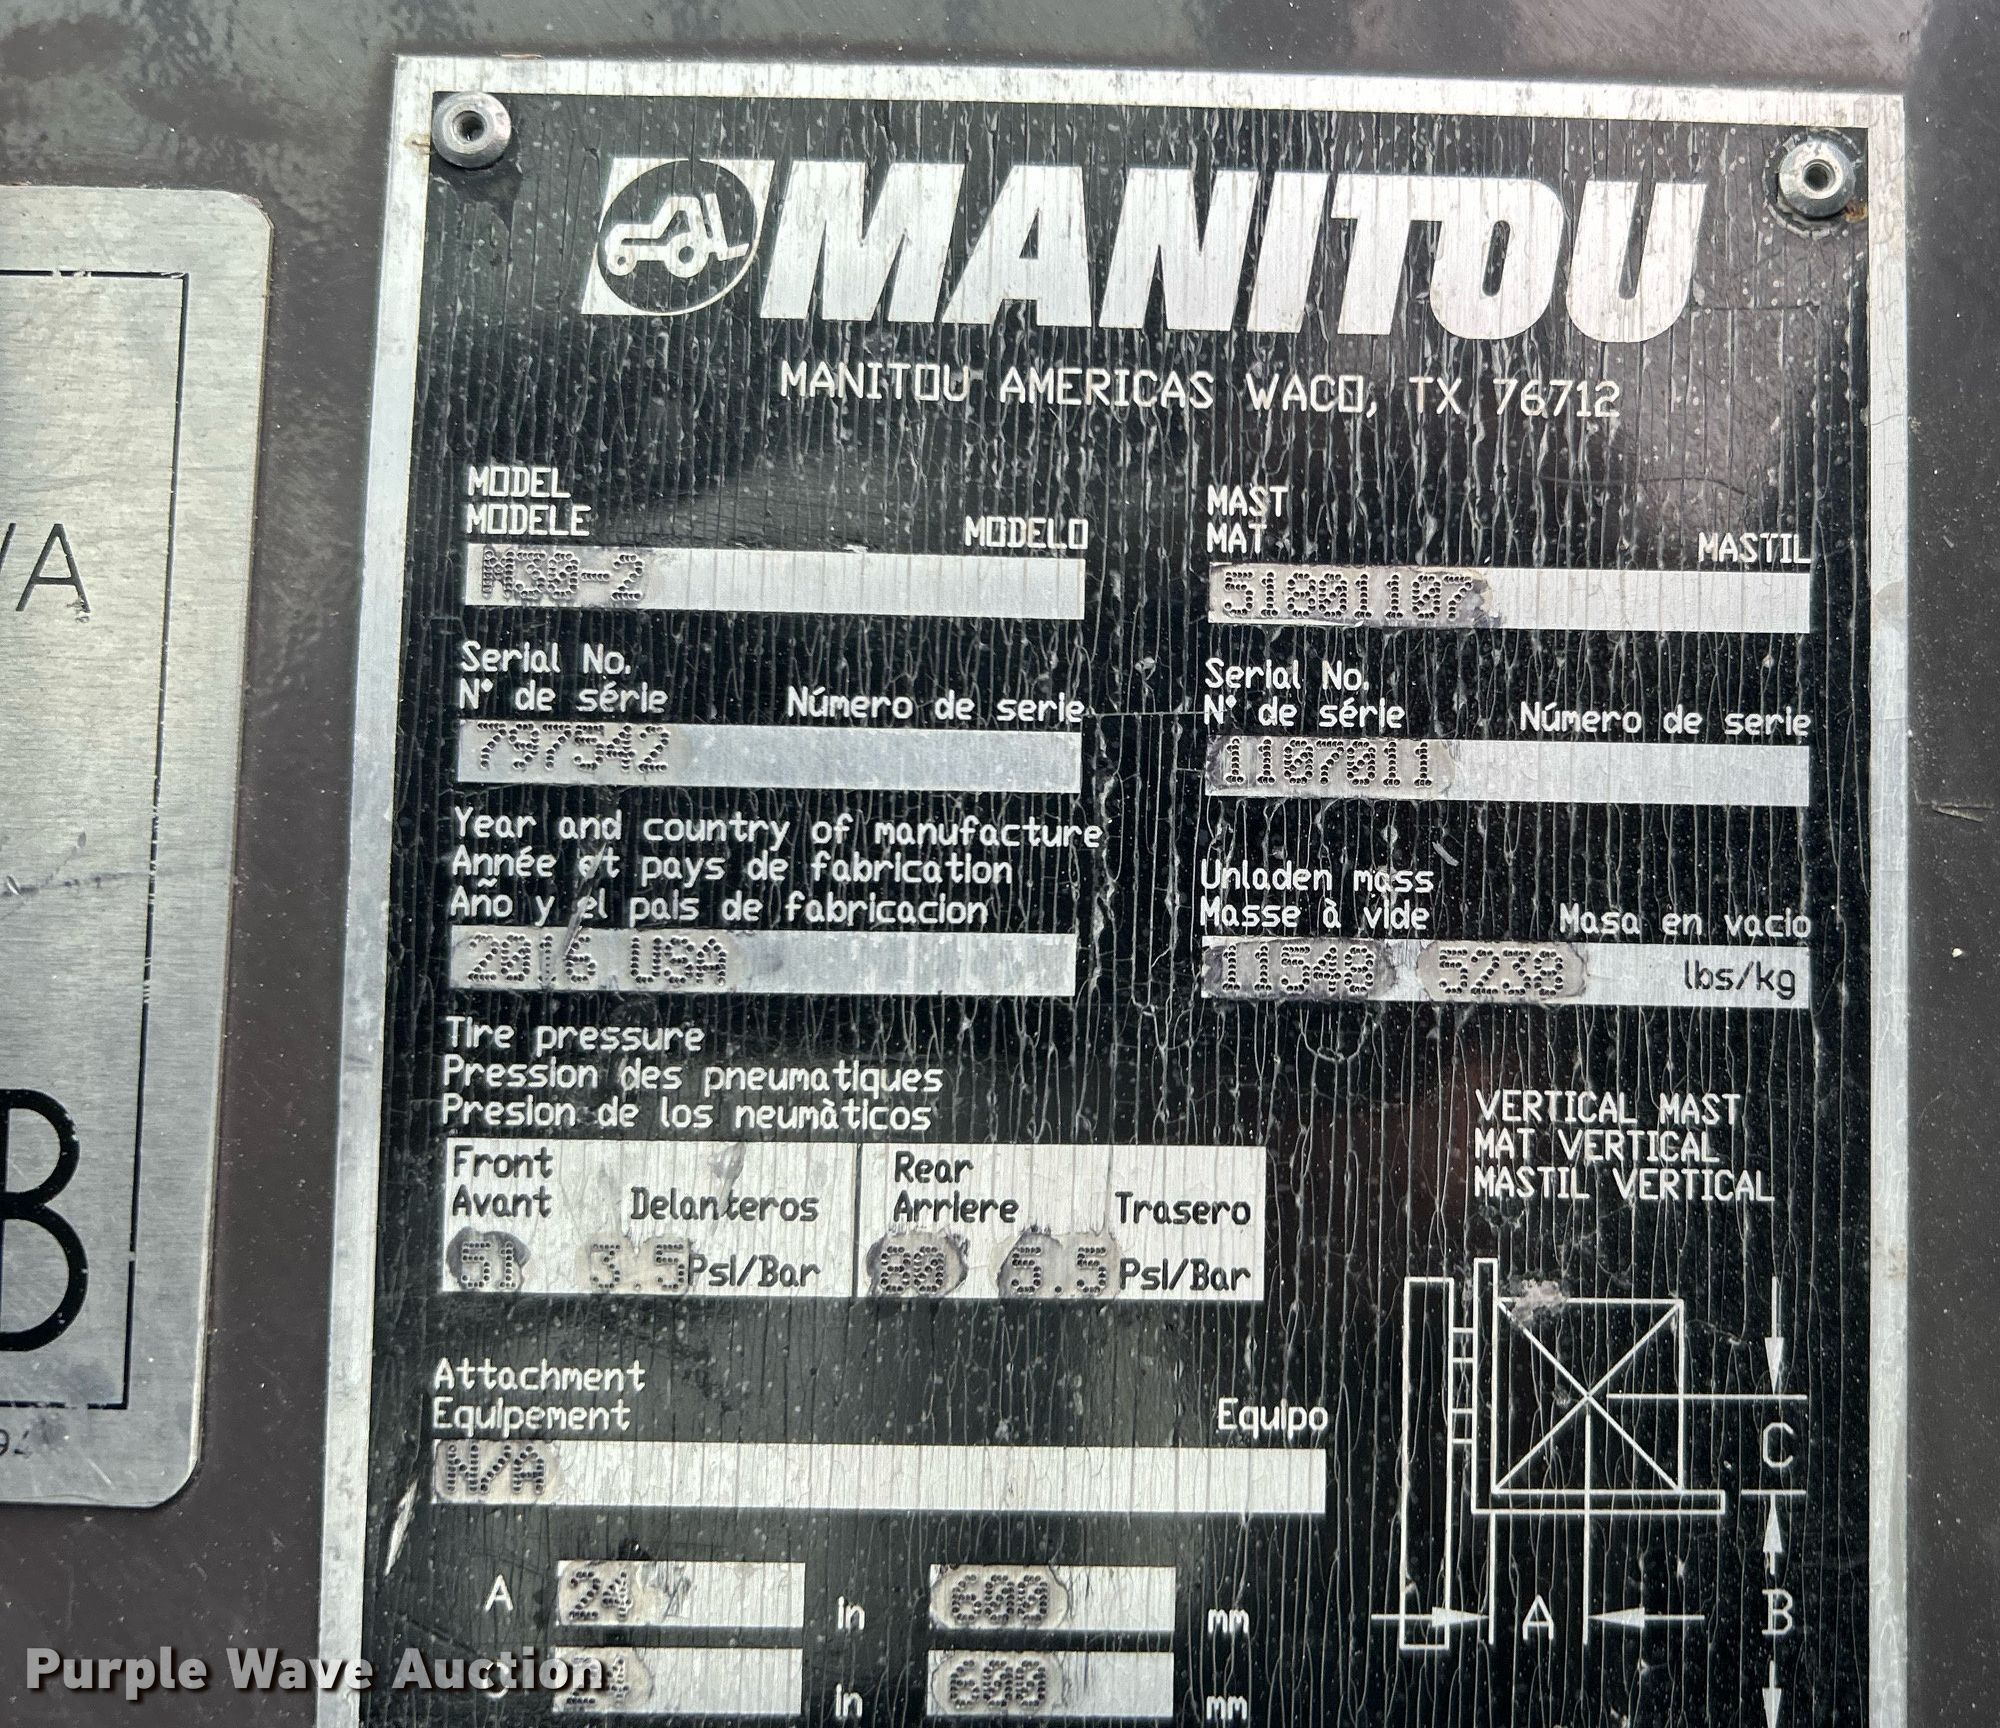 MANITOU
MANITOU AMERICAS WACO, TX 76712
MODEL
MODELE MODELO
M30-2
MAST
MAT MASTIL
51801107
Serial No.
N° de série Número de serie
797542
Serial No.
N° de série Número de serie
1107011
Year and country of manufacture
Année et pays de fabrication
Año y el pais de fabricacion
2016 USA
Unladen mass
Masse à vide Masa en vacio
11548 5238 lbs/kg
Tire pressure
Pression des pneumatiques
Presion de los neumàticos
Front
Avant Delanteros
51 3.5 Psi/Bar
Rear
Arriere Trasero
80 5.5 Psi/Bar
VERTICAL MAST
MAT VERTICAL
MASTIL VERTICAL
Attachment
Equipement Equipo
N/A
A 24 in 600 mm
24 in 600 mm
C
A
B
/A
B
Purple Wave Auction